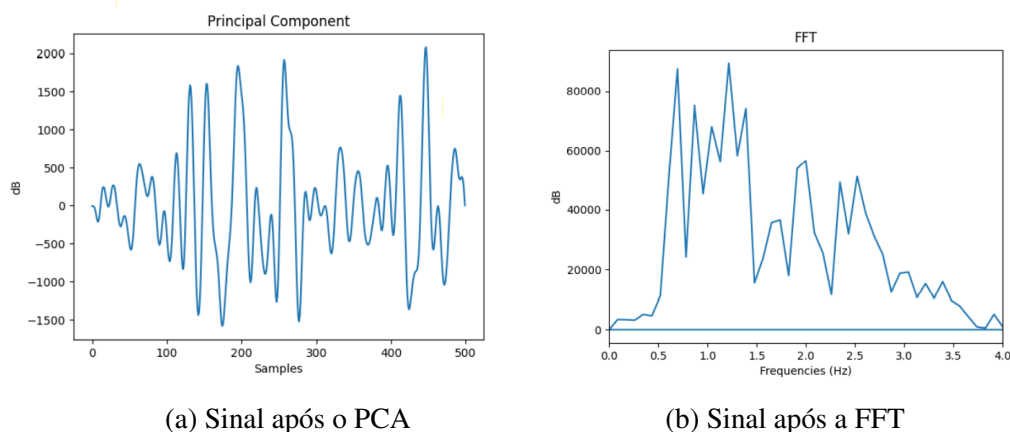 Principal Component
2000
1500
1000
500
0
−500
−1000
−1500
dB
0 100 200 300 400 500
Samples
(a) Sinal após o PCA
FFT
80000
60000
40000
20000
0
dB
0.0 0.5 1.0 1.5 2.0 2.5 3.0 3.5 4.0
Frequencies (Hz)
(b) Sinal após a FFT